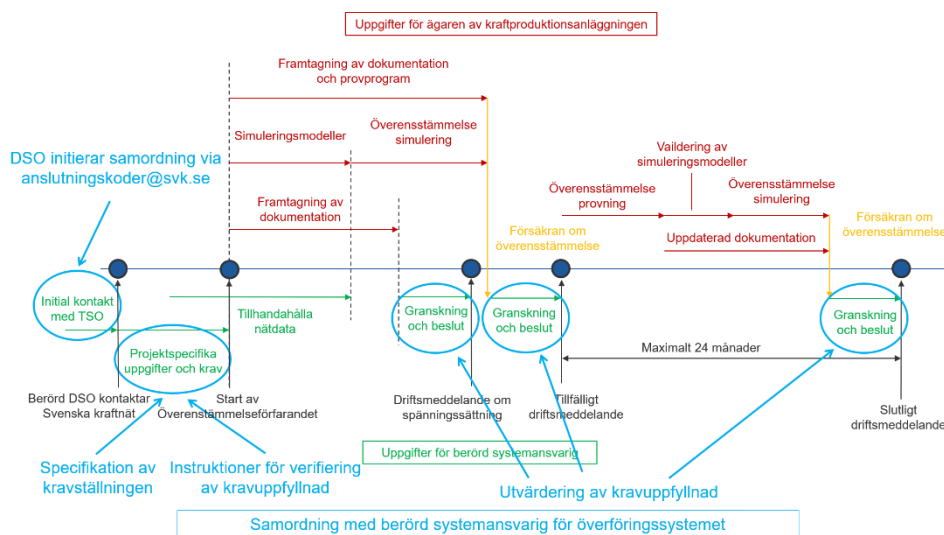 Uppgifter för ägaren av kraftproduktionsanläggningen
Framtagning av dokumentation
och provprogram
Simuleringsmodeller
Överensstämmelse
simulering
DSO initierar samordning via
anslutningskoder@svk.se
Vaildering av
simuleringsmodeller
Framtagning av
dokumentation
Överensstämmelse
provning
Överensstämmelse
simulering
Försäkran om
överensstämmelse
Uppdaterad dokumentation
Försäkran om
överensstämmelse
Initial kontakt
med TSO
Tillhandahålla
nätdata
Granskning
och beslut
Granskning
och beslut
Granskning
och beslut
Projektspecifika
uppgifter och krav
Maximalt 24 månader
Berörd DSO kontaktar
Svenska kraftnät
Start av
Överenstämmelseförfarandet
Driftsmeddelande om
spänningssättning
Tillfälligt
driftsmeddelande
Slutligt
driftsmeddelande
Uppgifter för berörd systemansvarig
Specifikation av
kravställningen
Instruktioner för verifiering
av kravuppfyllnad
Utvärdering av kravuppfyllnad
Samordning med berörd systemansvarig för överföringssystemet